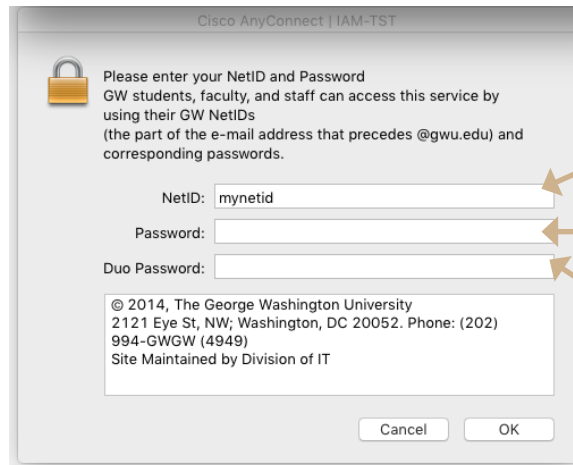 Cisco AnyConnect | IAM-TST
Please enter your NetID and Password
GW students, faculty, and staff can access this service by
using their GW NetIDs
(the part of the e-mail address that precedes @gwu.edu) and
corresponding passwords.
NetID: mynetid
Password:
Duo Password:
© 2014, The George Washington University
2121 Eye St, NW; Washington, DC 20052. Phone: (202)
994-GWGW (4949)
Site Maintained by Division of IT
Cancel OK